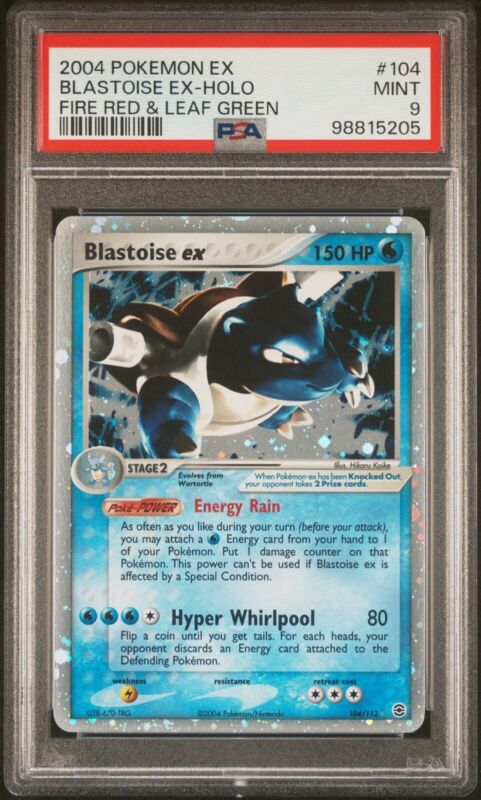 2004 POKEMON EX #104
BLASTOISE EX-HOLO MINT
FIRE RED & LEAF GREEN 9
PSA 98815205
Blastoise ex 150 HP
Illus. Hikaru Koike
STAGE2
Evolves from
Wartortle
When Pokémon-ex has been Knocked Out,
your opponent takes 2 Prize cards.
Poké-POWER Energy Rain
As often as you like during your turn (before your attack),
you may attach a Energy card from your hand to 1
of your Pokémon. Put 1 damage counter on that
Pokémon. This power can't be used if Blastoise ex is
affected by a Special Condition.
Hyper Whirlpool 80
Flip a coin until you get tails. For each heads, your
opponent discards an Energy card attached to the
Defending Pokémon.
weakness resistance retreat cost
GTB-670-TRG ©2004 Pokémon/Nintendo 104/112